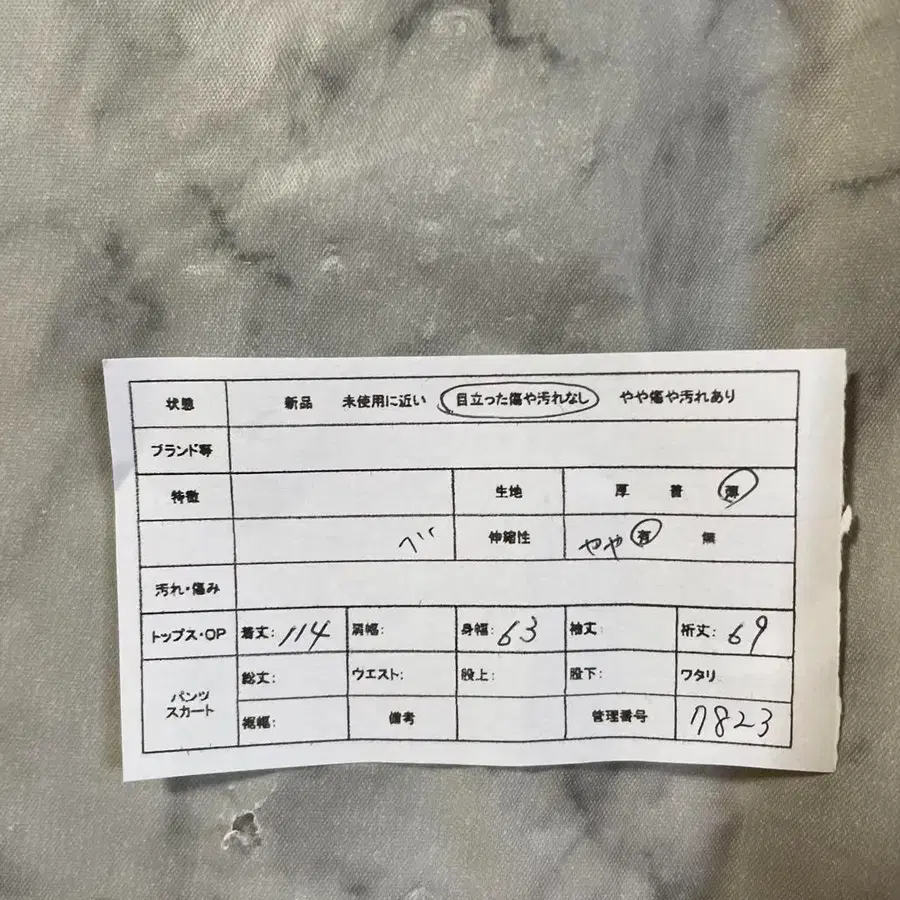 状態 新品 未使用に近い 目立った傷や汚れなし やや傷や汚れあり
ブランド等
特徴 生地 厚 普 薄
ベ 伸縮性 やや 有 無
汚れ・傷み
トップス・OP 着丈: 114 肩幅: 身幅: 63 袖丈: 裄丈: 69
パンツ スカート 総丈: ウエスト: 股上: 股下: ワタリ
裾幅: 備考 管理番号 7823